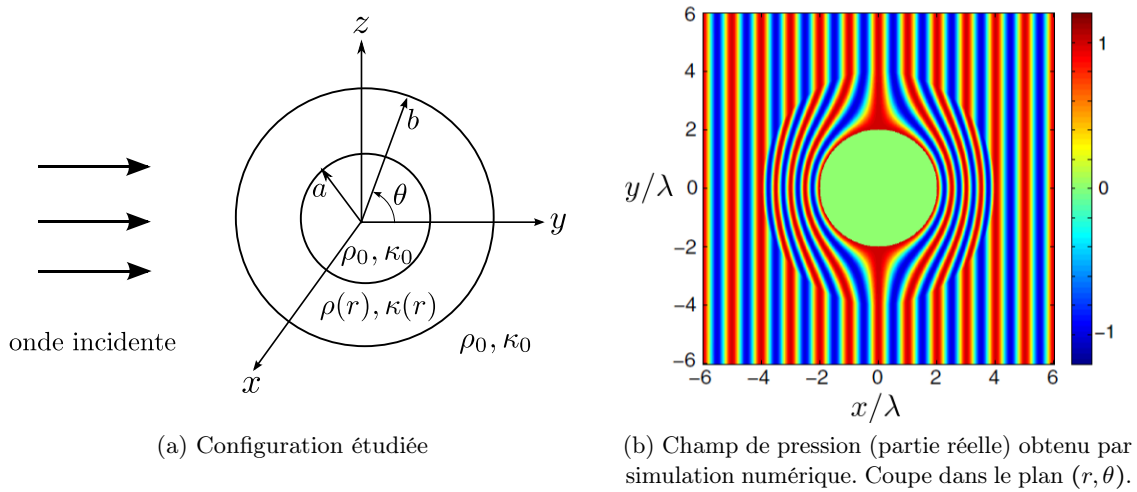 z
b
a
θ
y
ρ₀, κ₀
ρ(r), κ(r)
ρ₀, κ₀
onde incidente
x
(a) Configuration étudiée
6
4
2
0
−2
−4
−6
y/λ
−6 −4 −2 0 2 4 6
x/λ
1
0
−1
(b) Champ de pression (partie réelle) obtenu par
simulation numérique. Coupe dans le plan (r, θ).